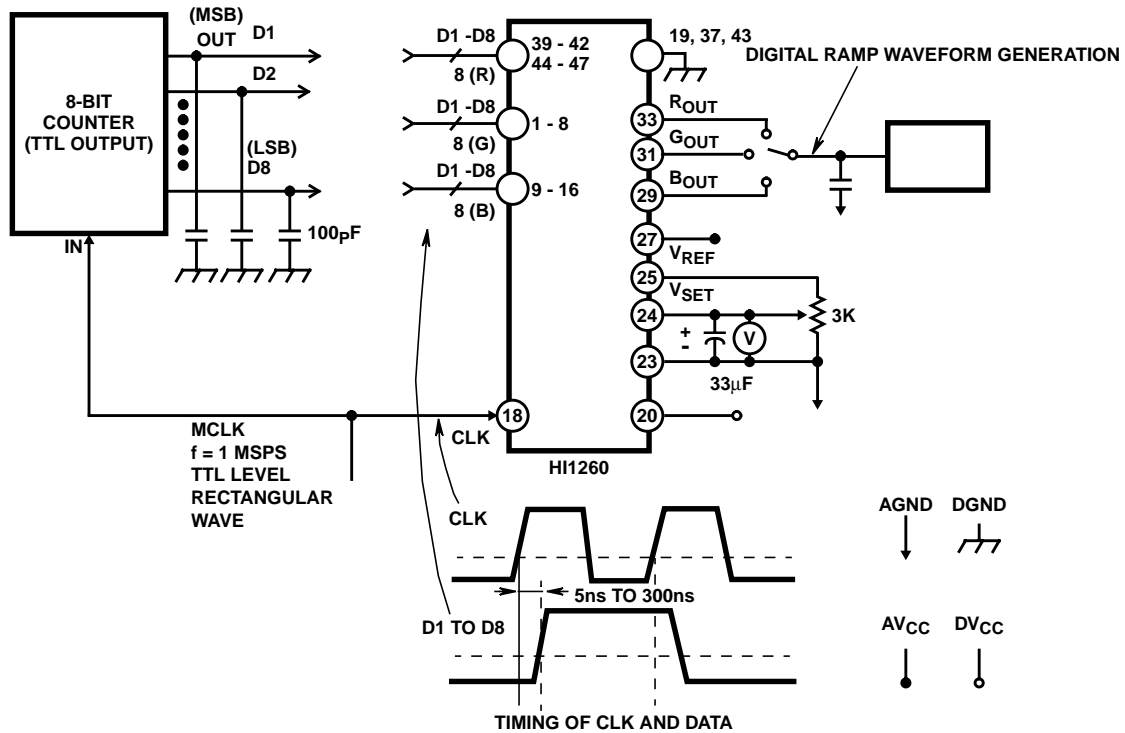 (MSB)
OUT
D1
D2
8-BIT
COUNTER
(TTL OUTPUT)
(LSB)
D8
IN
100pF
D1 -D8
8 (R)
D1 -D8
8 (G)
D1 -D8
8 (B)
39 - 42
44 - 47
1 - 8
9 - 16
18
CLK
HI1260
19, 37, 43
DIGITAL RAMP WAVEFORM GENERATION
ROUT
33
GOUT
31
BOUT
29
27
VREF
25
VSET
24
23
20
+
-
V
33µF
3K
MCLK
f = 1 MSPS
TTL LEVEL
RECTANGULAR
WAVE
CLK
5ns TO 300ns
D1 TO D8
TIMING OF CLK AND DATA
AGND
DGND
AVCC
DVCC